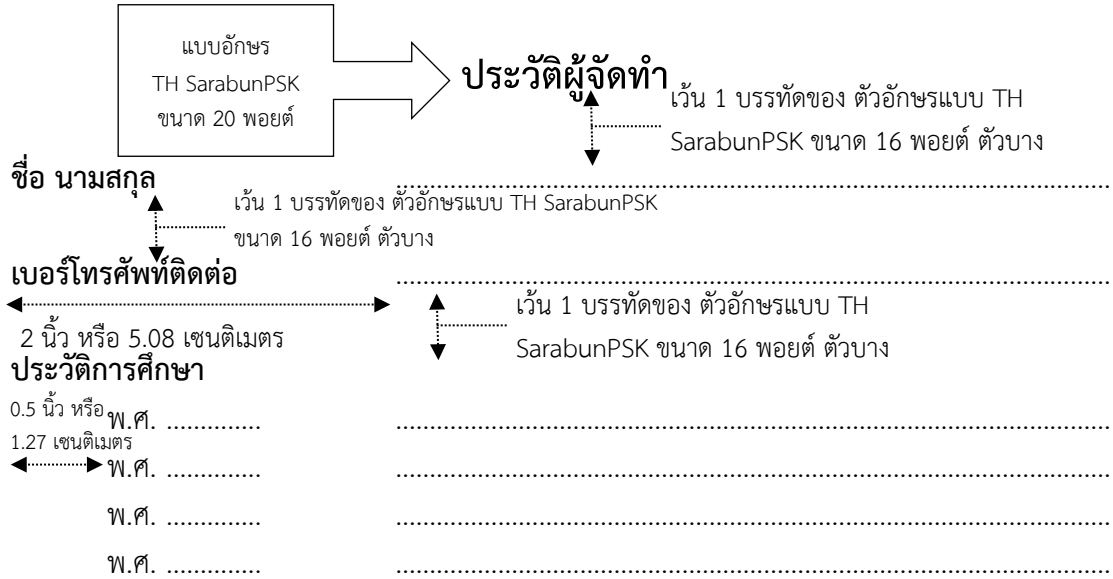 แบบอักษร
TH SarabunPSK
ขนาด 20 พอยต์
ประวัติผู้จัดทำ
เว้น 1 บรรทัดของ ตัวอักษรแบบ TH
SarabunPSK ขนาด 16 พอยต์ ตัวบาง
ชื่อ นามสกุล ........................................................................................................
เว้น 1 บรรทัดของ ตัวอักษรแบบ TH SarabunPSK
ขนาด 16 พอยต์ ตัวบาง
เบอร์โทรศัพท์ติดต่อ ........................................................................................................
เว้น 1 บรรทัดของ ตัวอักษรแบบ TH
SarabunPSK ขนาด 16 พอยต์ ตัวบาง
2 นิ้ว หรือ 5.08 เซนติเมตร
ประวัติการศึกษา
0.5 นิ้ว หรือ
1.27 เซนติเมตร
พ.ศ. ............. ........................................................................................................
พ.ศ. ............. ........................................................................................................
พ.ศ. ............. ........................................................................................................
พ.ศ. ............. ........................................................................................................